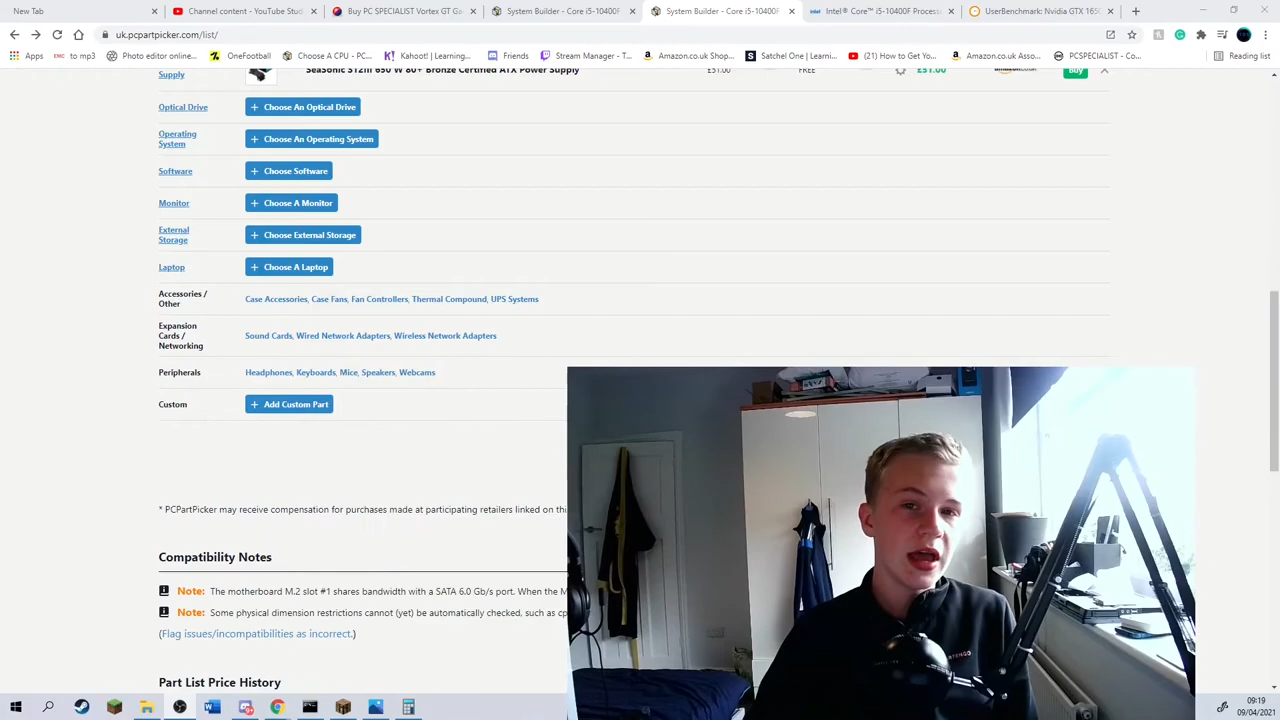 New Tab
Channel content - YouTube Stud
Buy PC SPECIALIST Vortex GT Ga
System Builder - Core i5-10400F
System Builder - Core i5-10400F
Intel® Core™ i5-10400F Process
UserBenchmark: Nvidia GTX 1650
uk.pcpartpicker.com/list/
Apps
to mp3
Photo editor online...
OneFootball
Choose A CPU - PC...
Kahoot! | Learning...
Friends
Stream Manager - T...
Amazon.co.uk Shop...
Satchel One | Learni...
(21) How to Get Yo...
Amazon.co.uk Asso...
PCSPECIALIST - Co...
Reading list
Supply
SeaSonic S12III 650 W 80+ Bronze Certified ATX Power Supply
£51.00
FREE
£51.00
Buy
Optical Drive
+ Choose An Optical Drive
Operating
System
+ Choose An Operating System
Software
+ Choose Software
Monitor
+ Choose A Monitor
External
Storage
+ Choose External Storage
Laptop
+ Choose A Laptop
Accessories /
Other
Case Accessories, Case Fans, Fan Controllers, Thermal Compound, UPS Systems
Expansion
Cards /
Networking
Sound Cards, Wired Network Adapters, Wireless Network Adapters
Peripherals
Headphones, Keyboards, Mice, Speakers, Webcams
Custom
+ Add Custom Part
* PCPartPicker may receive compensation for purchases made at participating retailers linked on thi
Compatibility Notes
Note: The motherboard M.2 slot #1 shares bandwidth with a SATA 6.0 Gb/s port. When the M
Note: Some physical dimension restrictions cannot (yet) be automatically checked, such as cp
(Flag issues/incompatibilities as incorrect.)
Part List Price History
09:19
09/04/2021